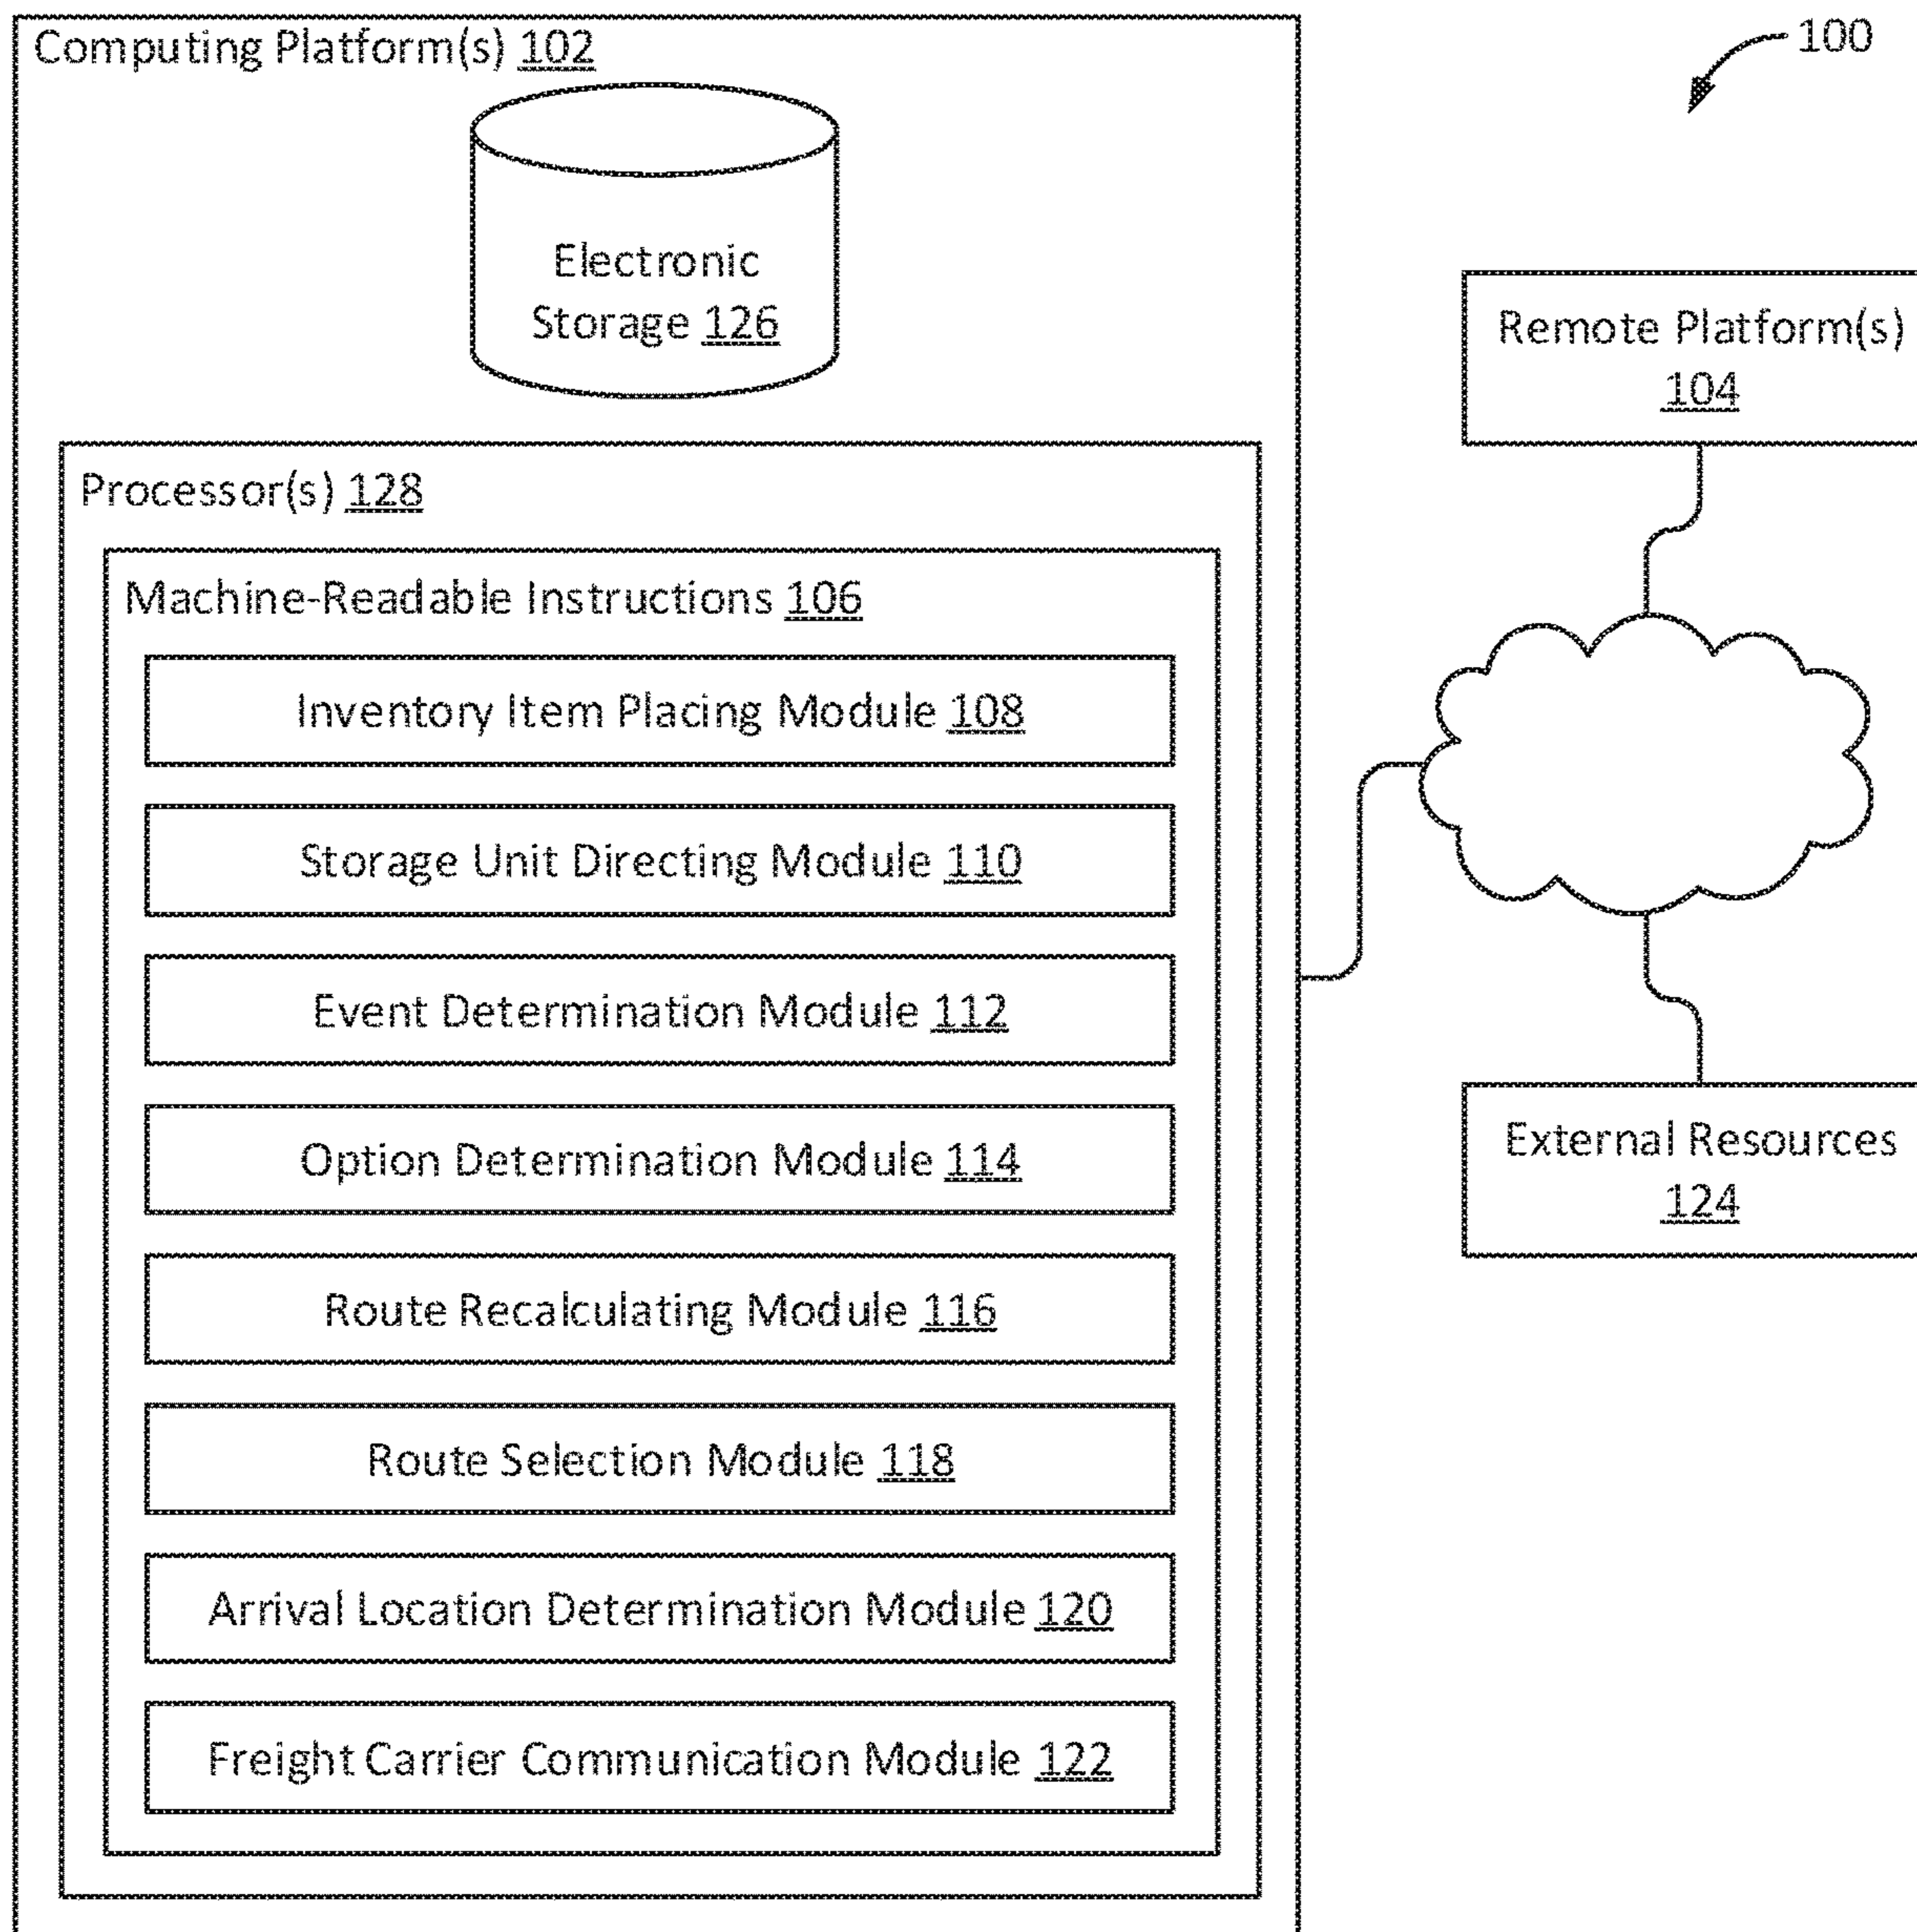 Computing Platform(s) 102
100
Electronic
Storage 126
Remote Platform(s)
104
Processor(s) 128
Machine-Readable Instructions 106
Inventory Item Placing Module 108
Storage Unit Directing Module 110
Event Determination Module 112
Option Determination Module 114
External Resources
124
Route Recalculating Module 116
Route Selection Module 118
Arrival Location Determination Module 120
Freight Carrier Communication Module 122